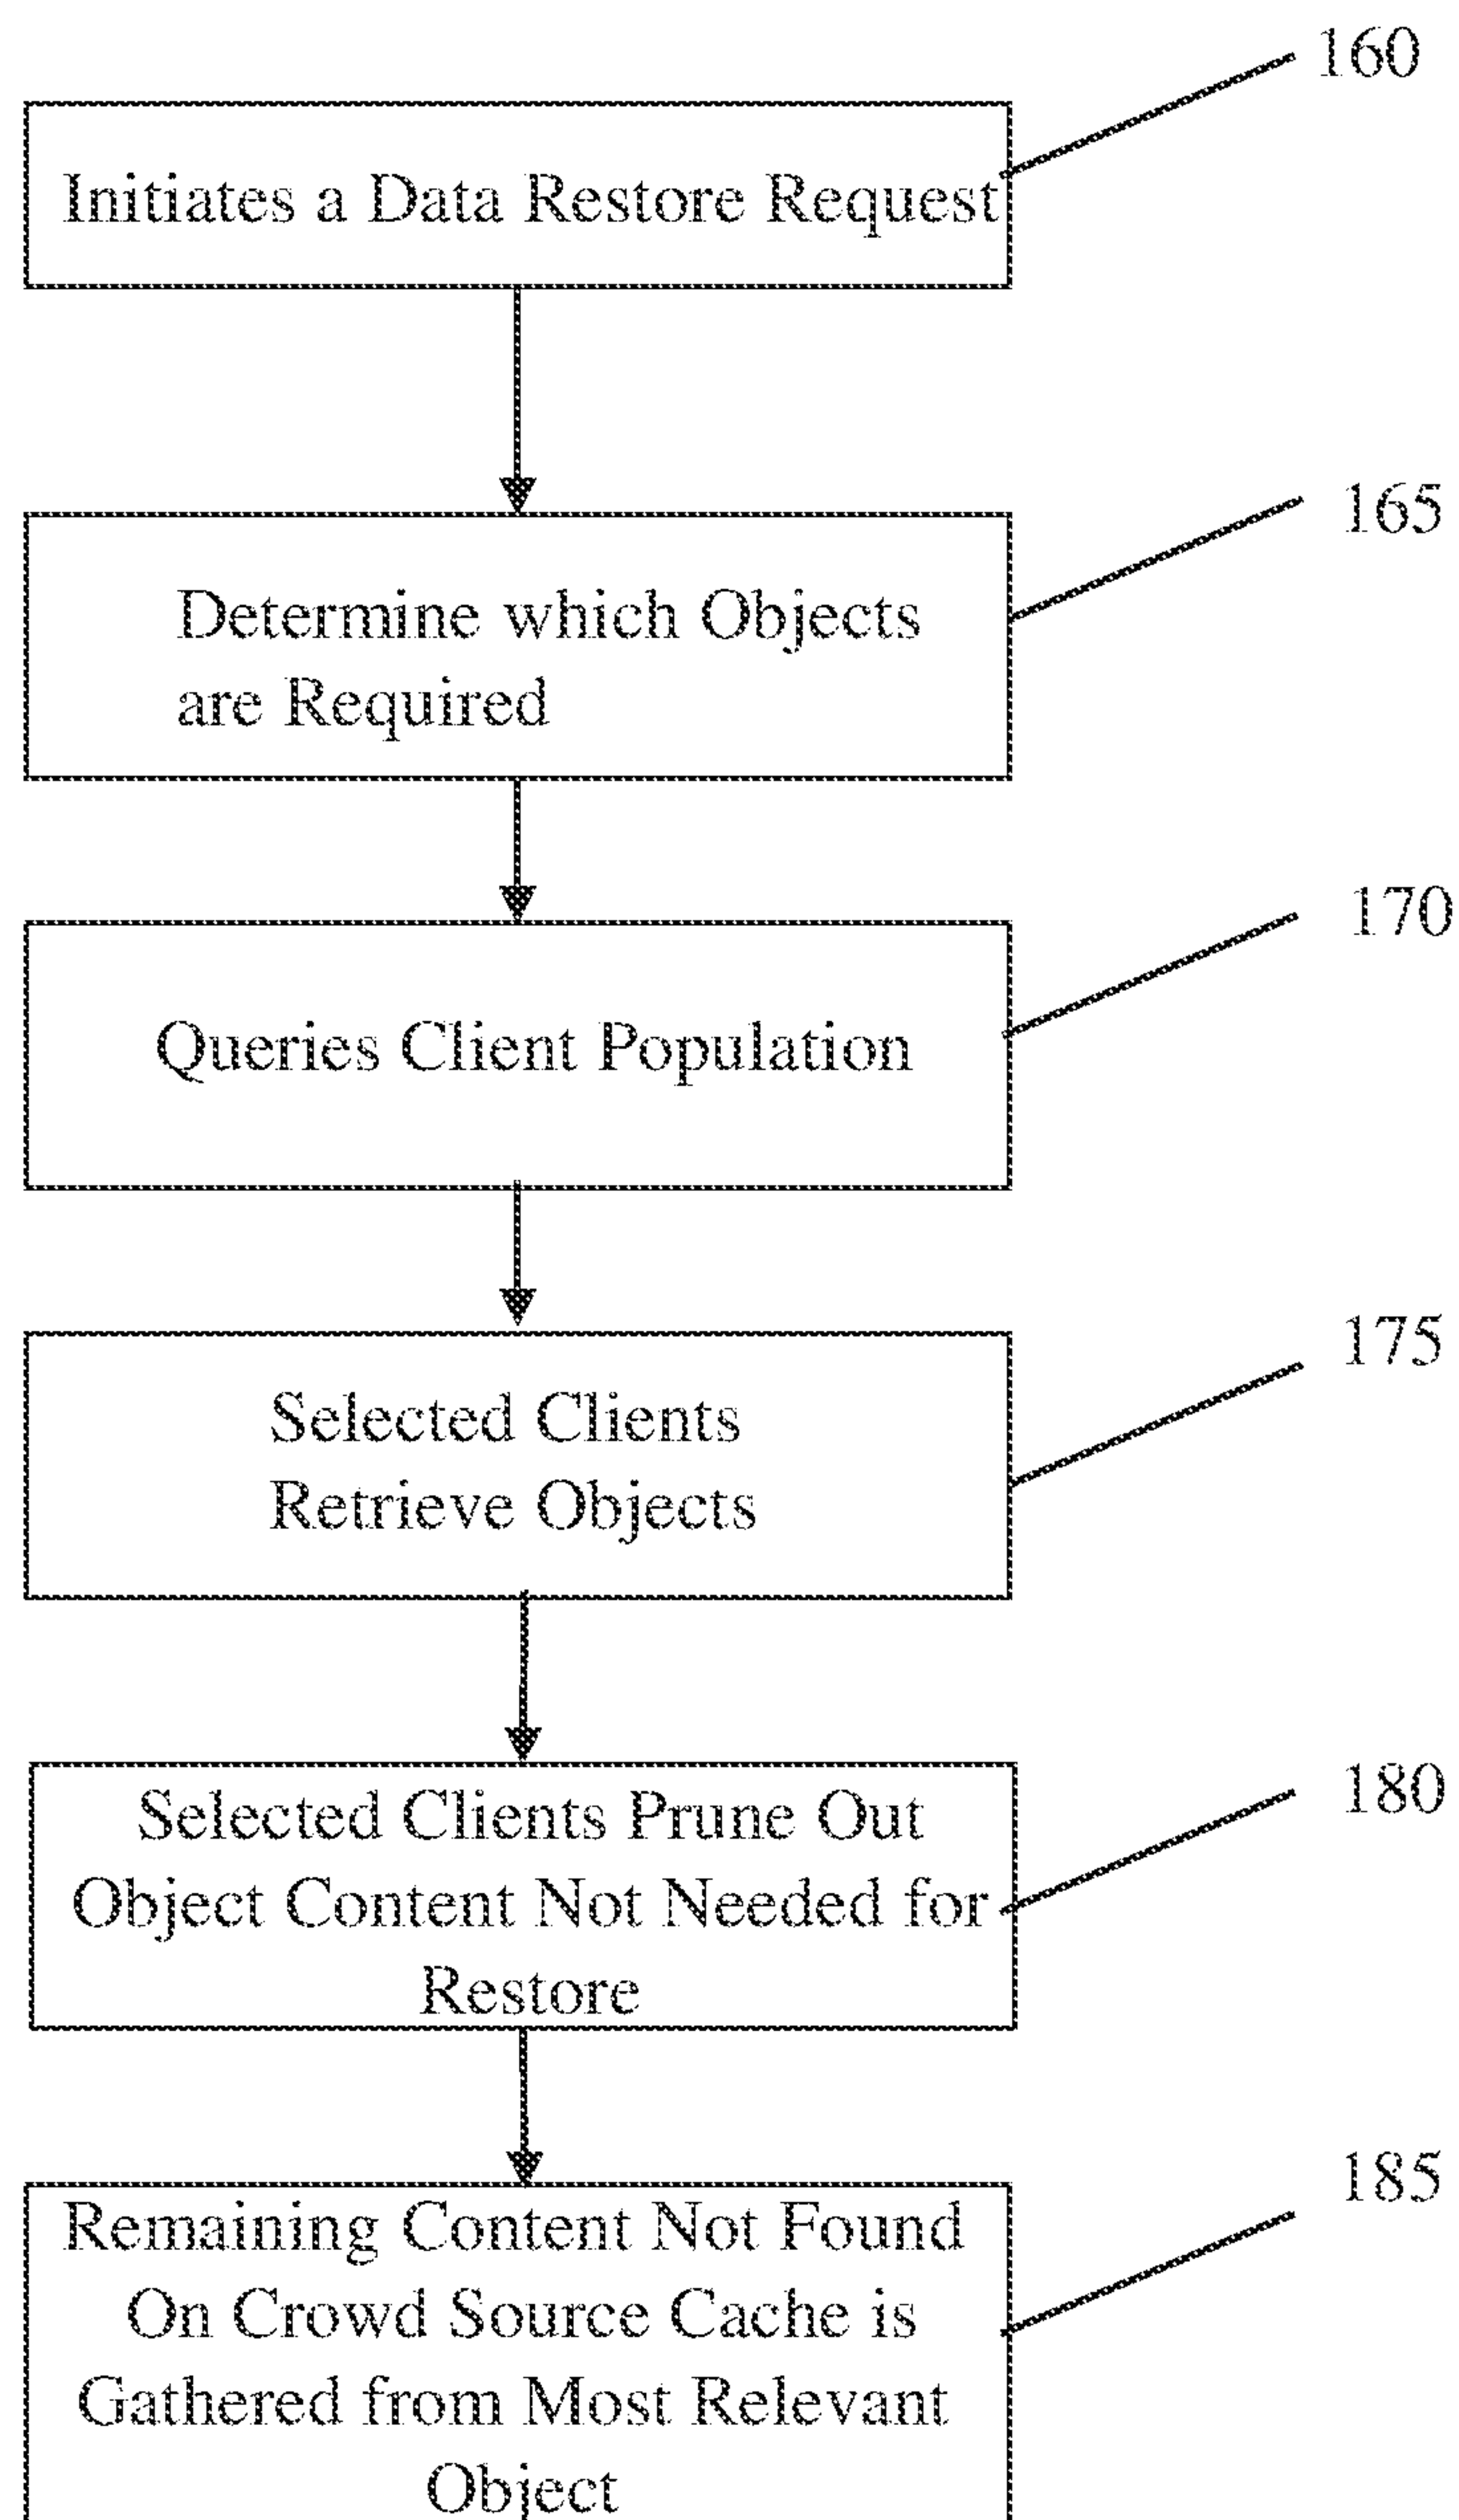 160
Initiates a Data Restore Request
165
Determine which Objects
are Required
170
Queries Client Population
175
Selected Clients
Retrieve Objects
180
Selected Clients Prune Out
Object Content Not Needed for
Restore
185
Remaining Content Not Found
On Crowd Source Cache is
Gathered from Most Relevant
Object